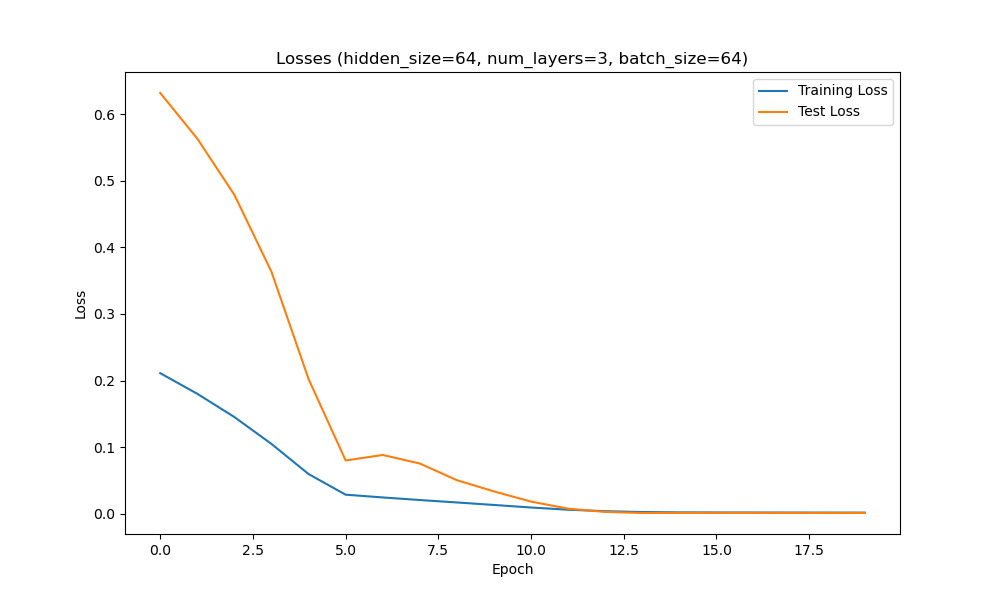 Losses (hidden_size=64, num_layers=3, batch_size=64)
Training Loss
Test Loss
0.6
0.5
0.4
0.3
0.2
0.1
0.0
Loss
0.0 2.5 5.0 7.5 10.0 12.5 15.0 17.5
Epoch